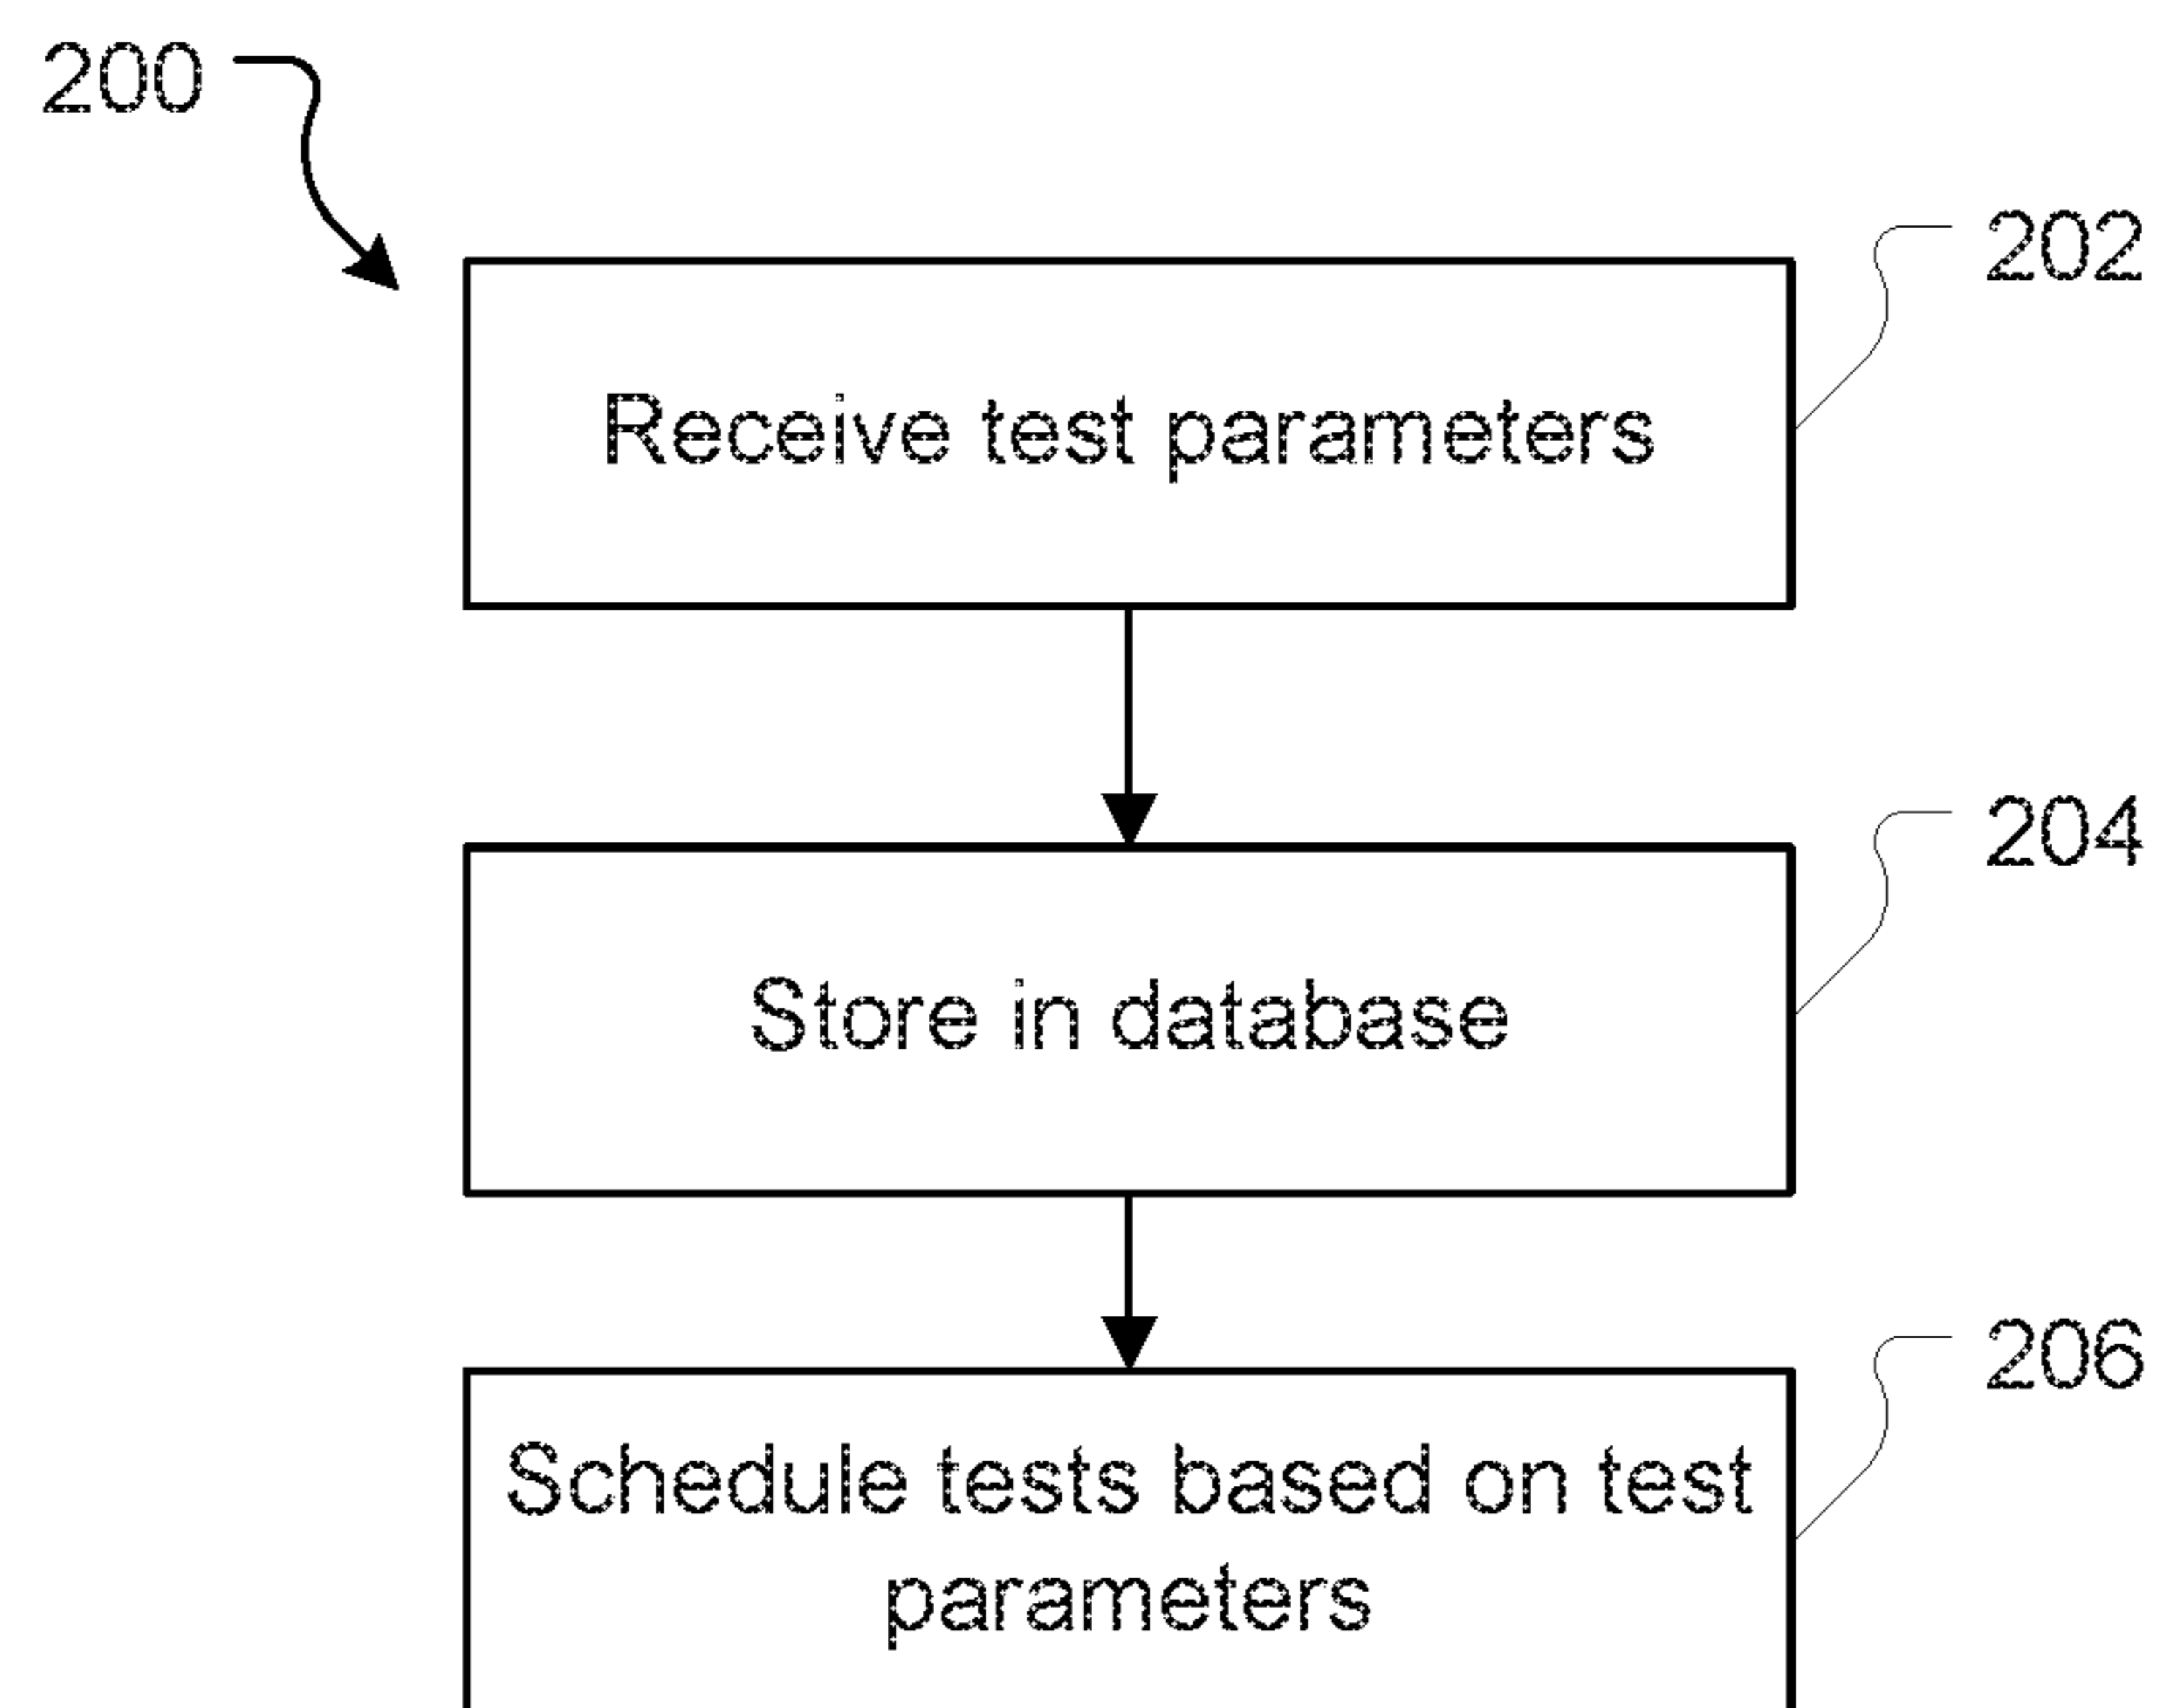 200
202
Receive test parameters
204
Store in database
206
Schedule tests based on test
parameters